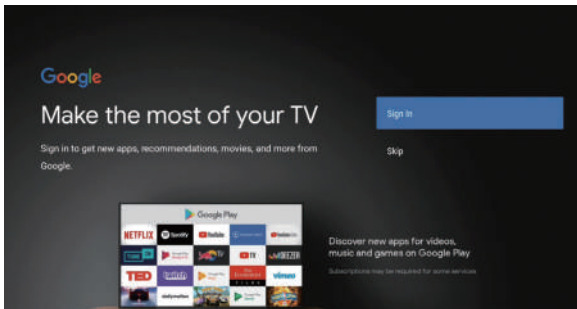 Google
Make the most of your TV
Sign In
Sign in to get new apps, recommendations, movies, and more from
Google.
Skip
Google Play
NETFLIX Spotify YouTube
TV DEEZER
TED twitch vimeo
dailymotion
Discover new apps for videos,
music and games on Google Play
Subscriptions may be required for some services